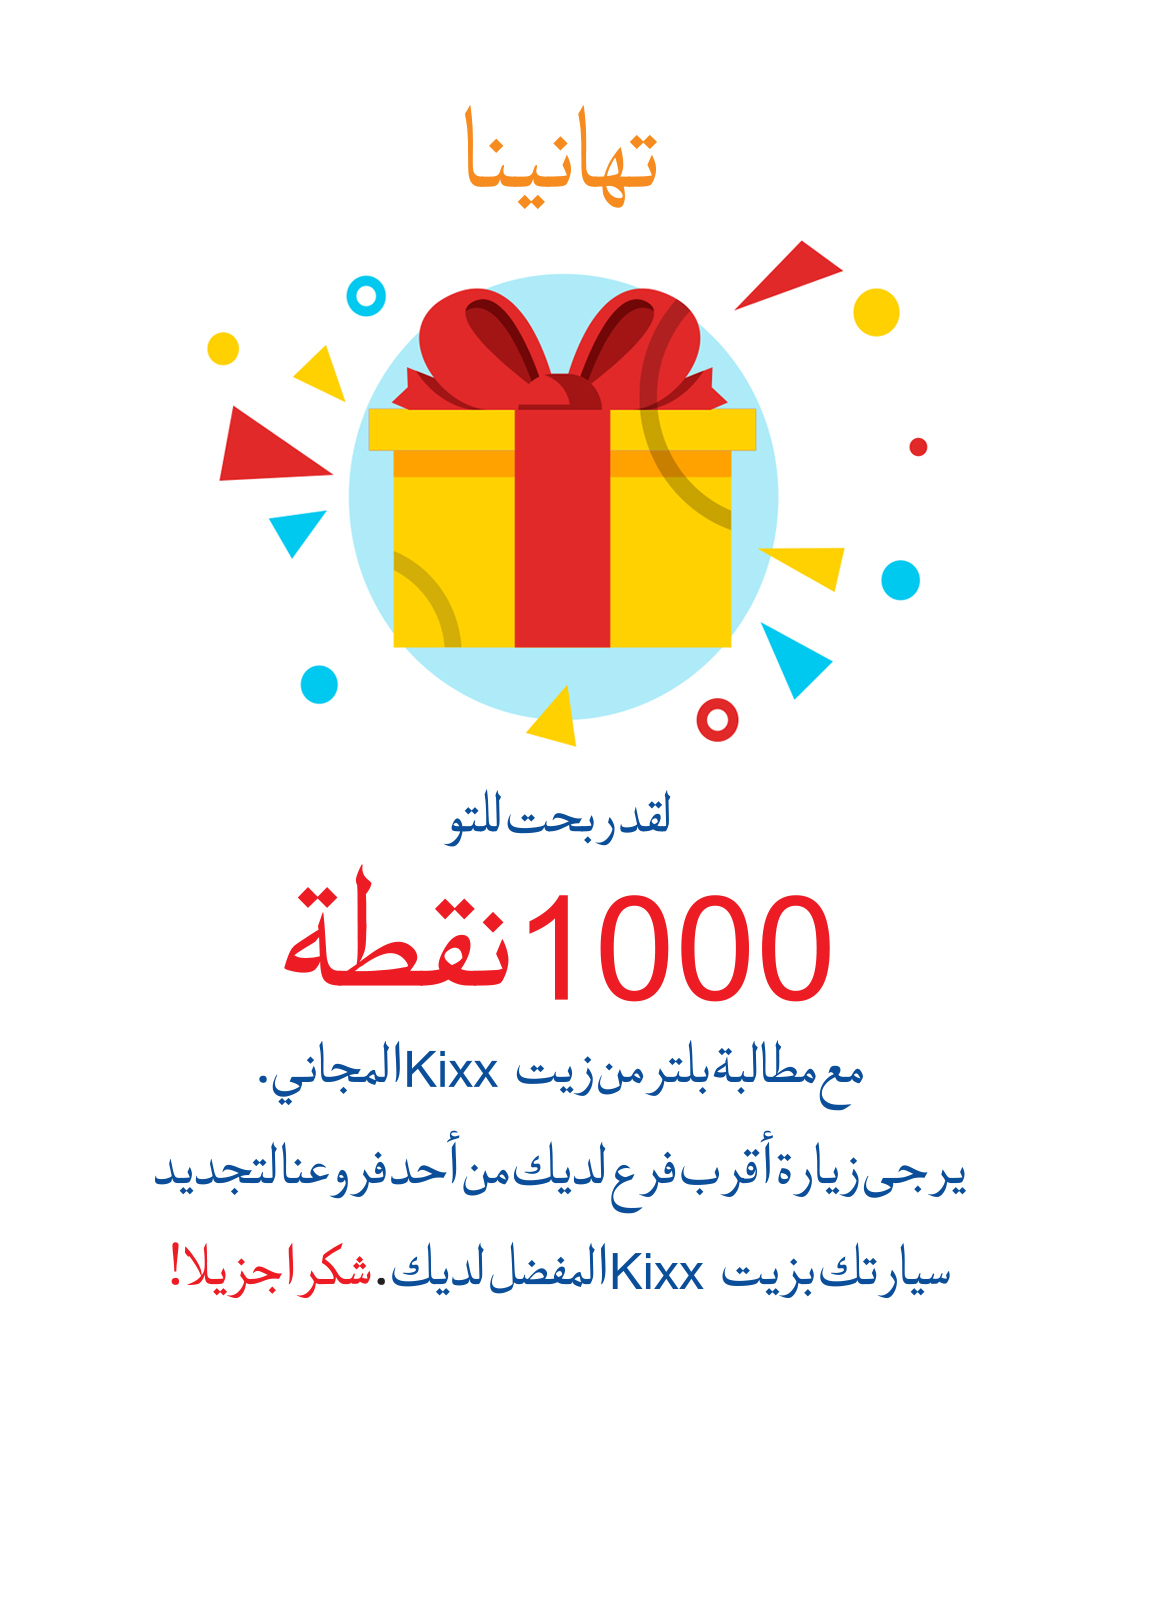 تهانينا
لقد ربحت للتو
1000 نقطة
مع مطالبة بلتر من زيت Kixx المجاني.
يرجى زيارة أقرب فرع لديك من أحد فروعنا لتجديد
سيارتك بزيت Kixx المفضل لديك. شكرا جزيلا!